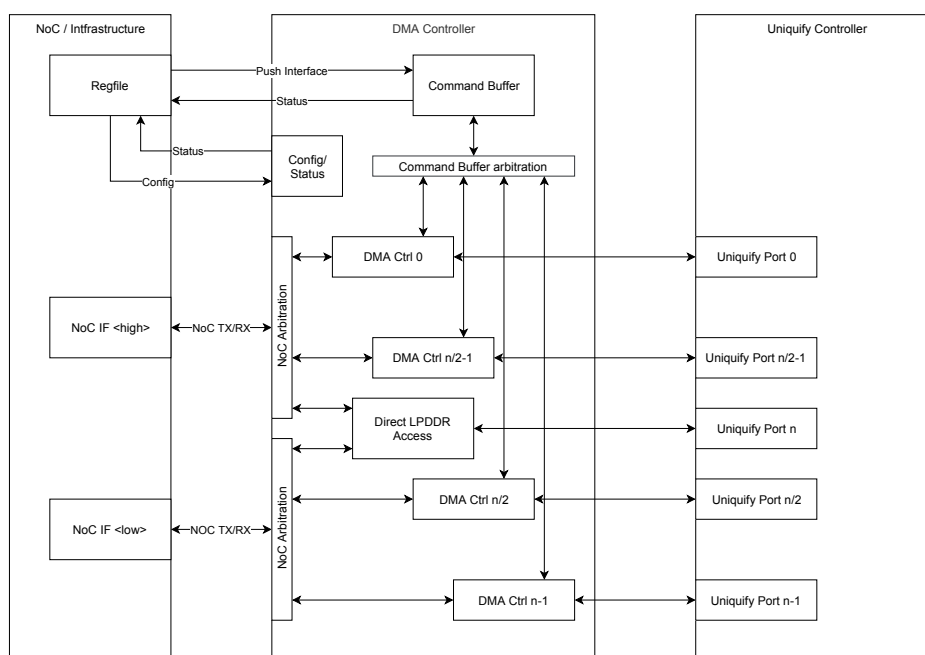 NoC / Intfrastructure
DMA Controller
Uniquify Controller
Regfile
Push Interface
Command Buffer
Status
Status
Config/
Status
Command Buffer arbitration
Config
DMA Ctrl 0
Uniquify Port 0
NoC Arbitration
NoC IF <high>
NoC TX/RX
DMA Ctrl n/2-1
Uniquify Port n/2-1
Direct LPDDR
Access
Uniquify Port n
NoC Arbitration
DMA Ctrl n/2
Uniquify Port n/2
NoC IF <low>
NOC TX/RX
DMA Ctrl n-1
Uniquify Port n-1